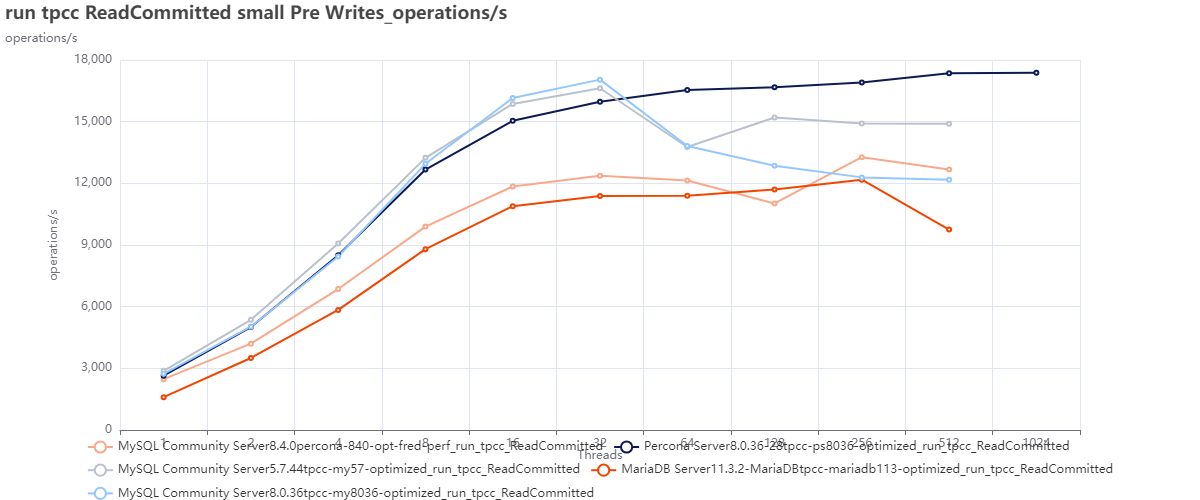 run tpcc ReadCommitted small Pre Writes_operations/s
operations/s
18,000
15,000
12,000
9,000
6,000
3,000
0
operations/s
1 2 4 8 16 32 64 128 256 512 1024
Threads
MySQL Community Server8.4.0percona-840-opt-fred-perf_run_tpcc_ReadCommitted
Percona Server8.0.36-28tpcc-ps8036-optimized_run_tpcc_ReadCommitted
MySQL Community Server5.7.44tpcc-my57-optimized_run_tpcc_ReadCommitted
MariaDB Server11.3.2-MariaDBtpcc-mariadb113-optimized_run_tpcc_ReadCommitted
MySQL Community Server8.0.36tpcc-my8036-optimized_run_tpcc_ReadCommitted